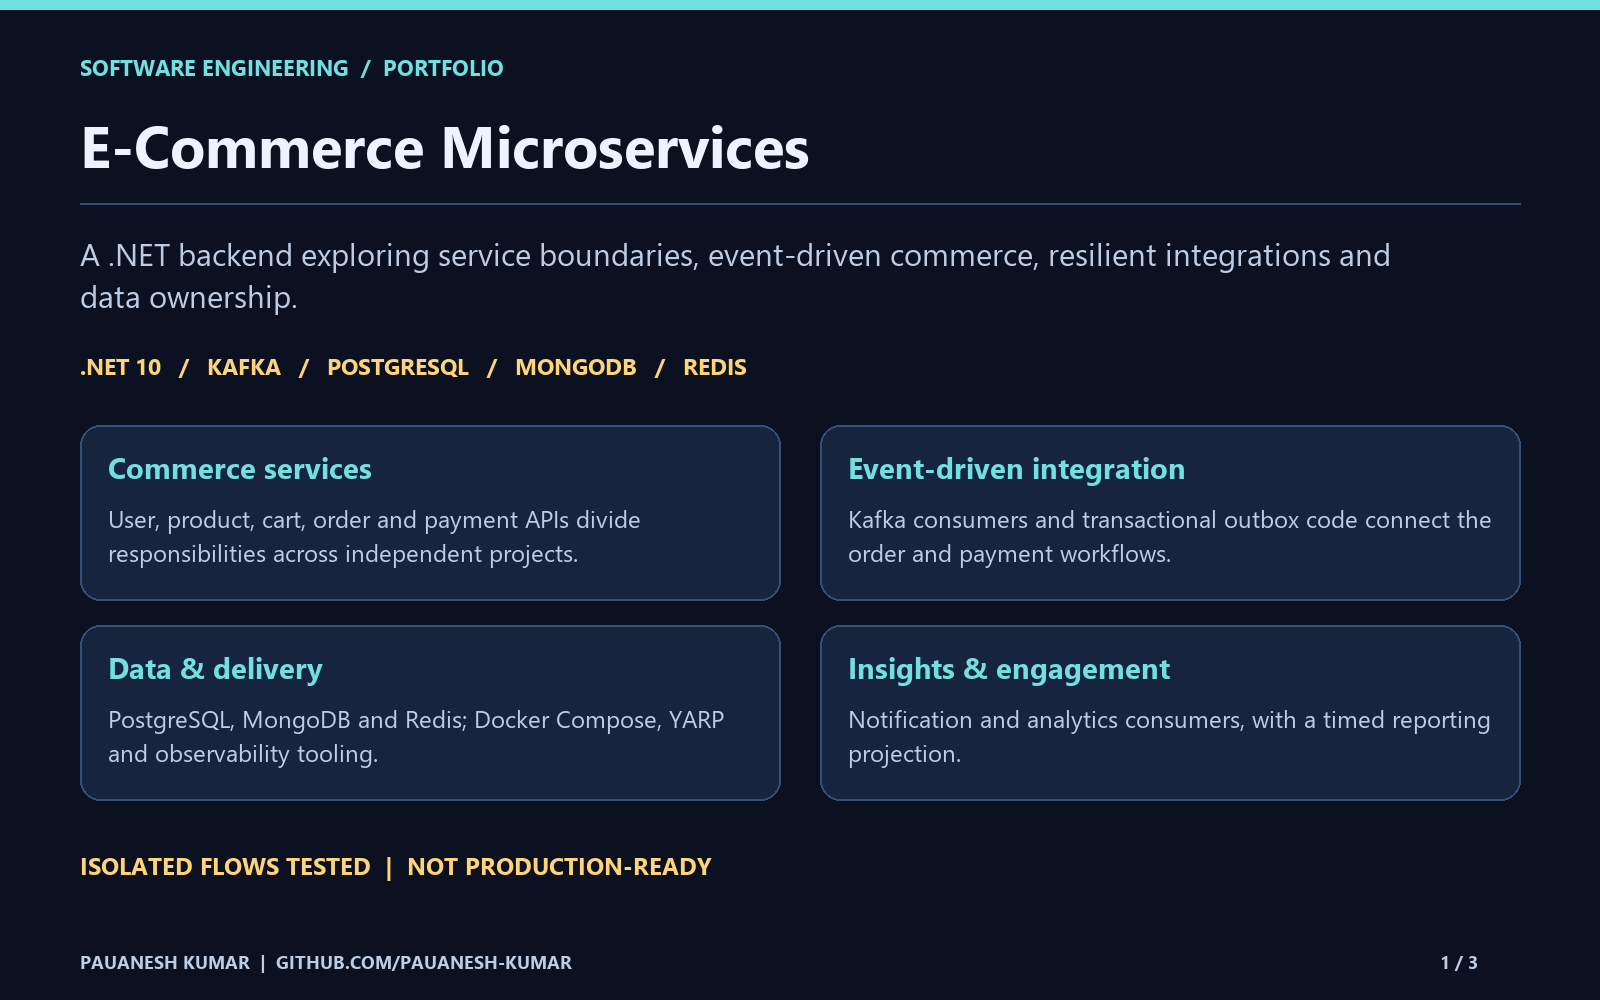 SOFTWARE ENGINEERING / PORTFOLIO
E-Commerce Microservices
A .NET backend exploring service boundaries, event-driven commerce, resilient integrations and
data ownership.
.NET 10 / KAFKA / POSTGRESQL / MONGODB / REDIS
Commerce services
User, product, cart, order and payment APIs divide
responsibilities across independent projects.
Event-driven integration
Kafka consumers and transactional outbox code connect the
order and payment workflows.
Data & delivery
PostgreSQL, MongoDB and Redis; Docker Compose, YARP
and observability tooling.
Insights & engagement
Notification and analytics consumers, with a timed reporting
projection.
ISOLATED FLOWS TESTED | NOT PRODUCTION-READY
PAUANESH KUMAR | GITHUB.COM/PAUANESH-KUMAR
1 / 3